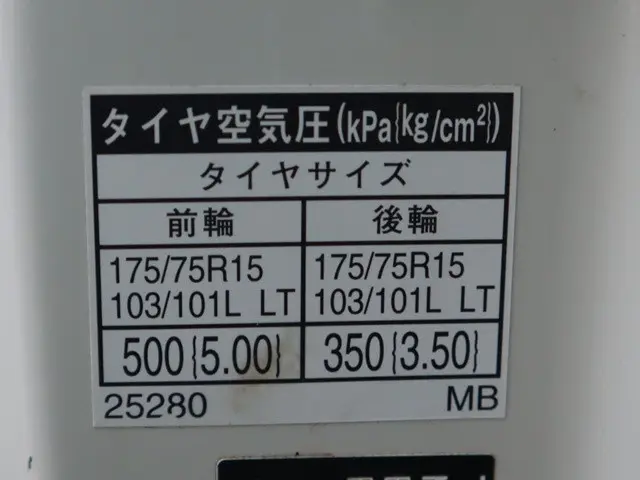 タイヤ空気圧(kPa{kg/cm²})
タイヤサイズ
前輪 後輪
175/75R15 175/75R15
103/101L LT 103/101L LT
500{5.00} 350{3.50}
25280 MB